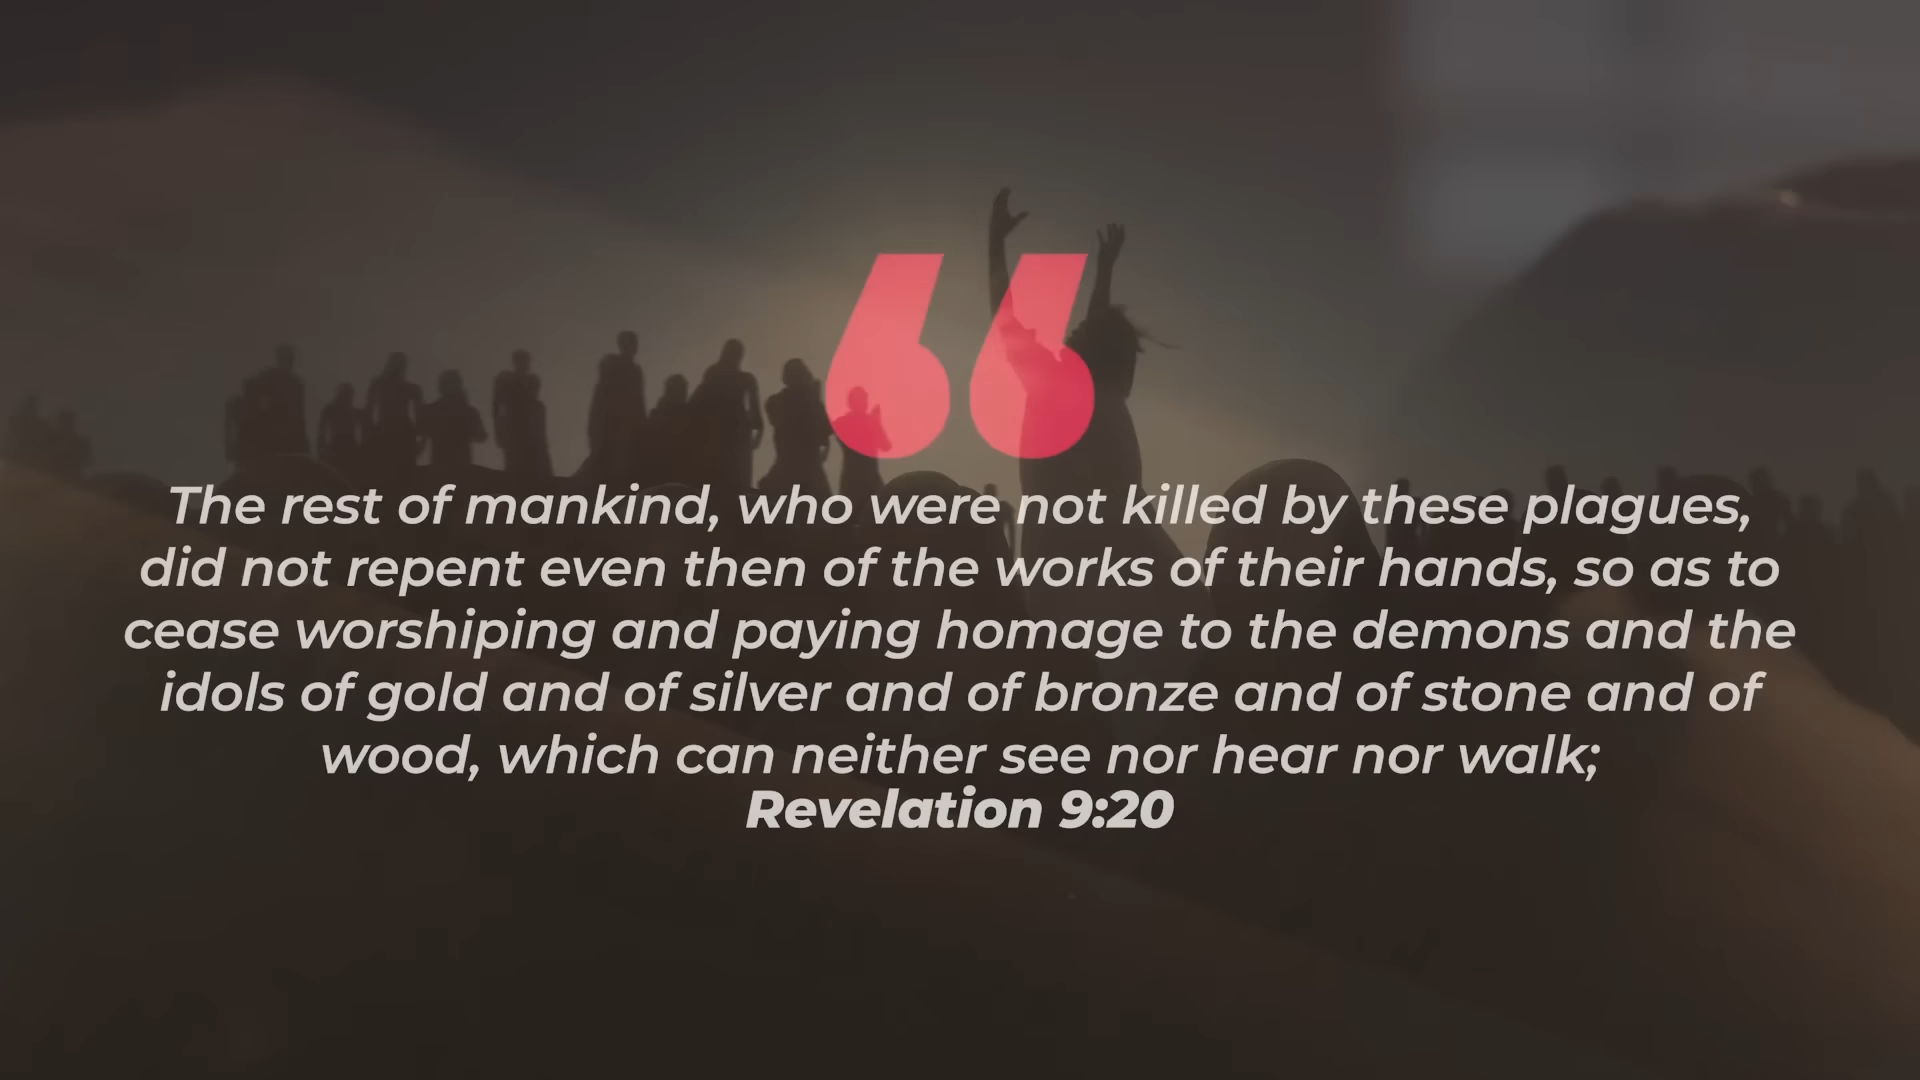 The rest of mankind, who were not killed by these plagues,
did not repent even then of the works of their hands, so as to
cease worshiping and paying homage to the demons and the
idols of gold and of silver and of bronze and of stone and of
wood, which can neither see nor hear nor walk;
Revelation 9:20